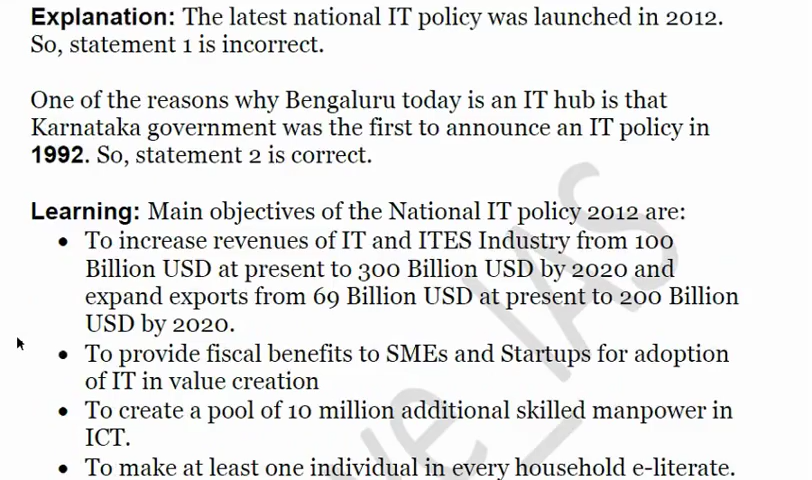 Explanation: The latest national IT policy was launched in 2012.
So, statement 1 is incorrect.
One of the reasons why Bengaluru today is an IT hub is that
Karnataka government was the first to announce an IT policy in
1992. So, statement 2 is correct.
Learning: Main objectives of the National IT policy 2012 are:
• To increase revenues of IT and ITES Industry from 100
Billion USD at present to 300 Billion USD by 2020 and
expand exports from 69 Billion USD at present to 200 Billion
USD by 2020.
• To provide fiscal benefits to SMEs and Startups for adoption
of IT in value creation
• To create a pool of 10 million additional skilled manpower in
ICT.
• To make at least one individual in every household e-literate.
ve_IAS